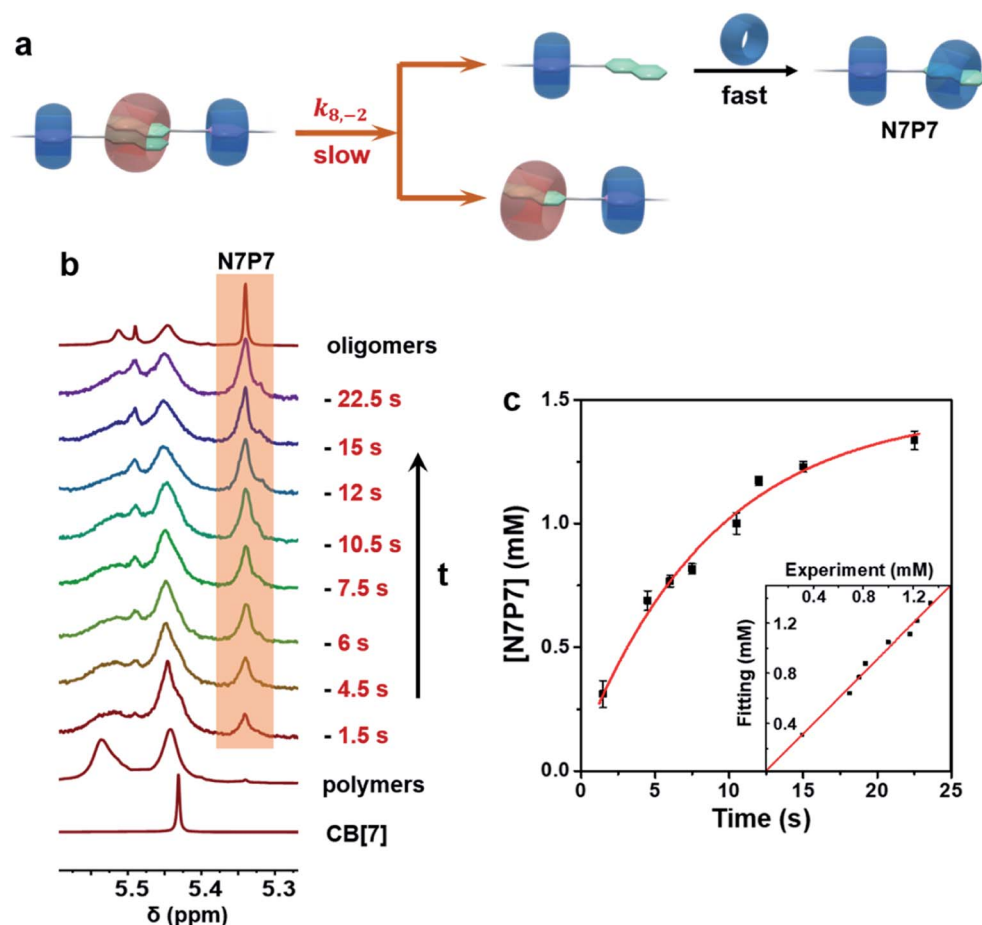 a
k8,−2
slow
fast
N7P7
b
N7P7
oligomers
- 22.5 s
- 15 s
- 12 s
- 10.5 s
- 7.5 s
- 6 s
- 4.5 s
- 1.5 s
t
polymers
CB[7]
5.5 5.4 5.3
δ (ppm)
c
1.5
1.0
0.5
0.0
[N7P7] (mM)
0 5 10 15 20 25
Time (s)
Experiment (mM)
0.4 0.8 1.2
1.2
0.8
0.4
Fitting (mM)